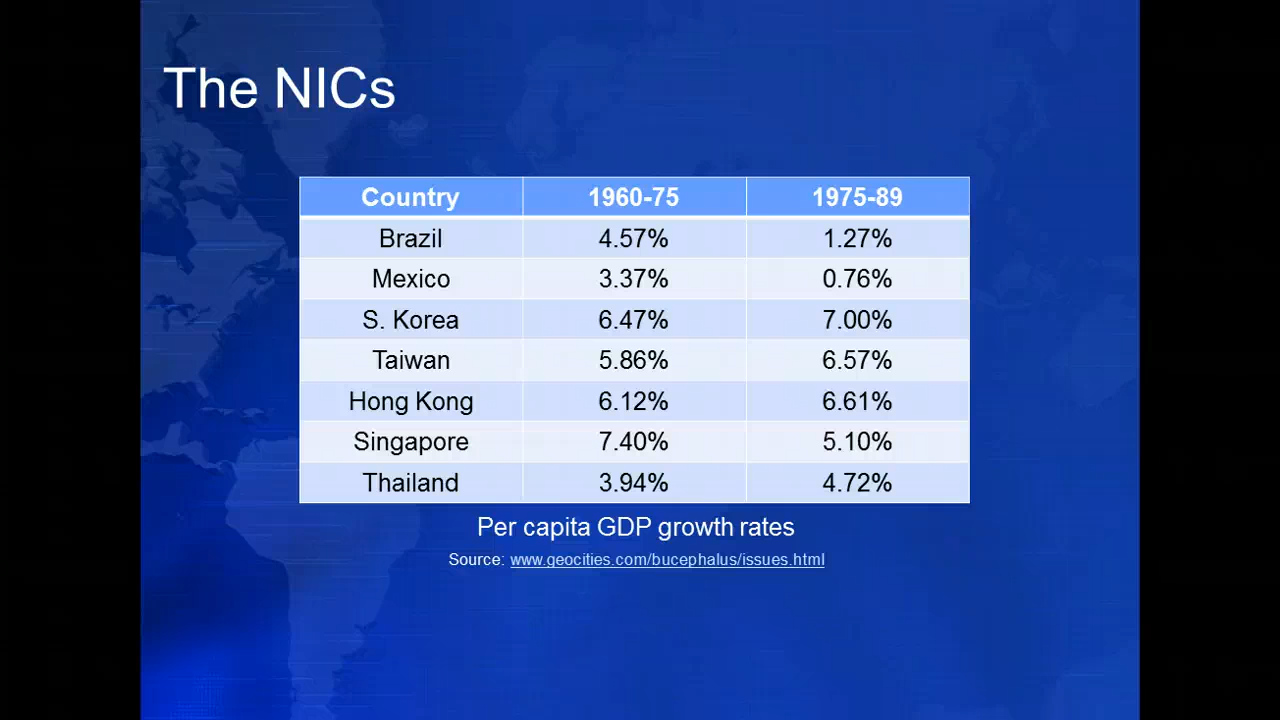 The NICs
Country 1960-75 1975-89
Brazil 4.57% 1.27%
Mexico 3.37% 0.76%
S. Korea 6.47% 7.00%
Taiwan 5.86% 6.57%
Hong Kong 6.12% 6.61%
Singapore 7.40% 5.10%
Thailand 3.94% 4.72%
Per capita GDP growth rates
Source: www.geocities.com/bucephalus/issues.html